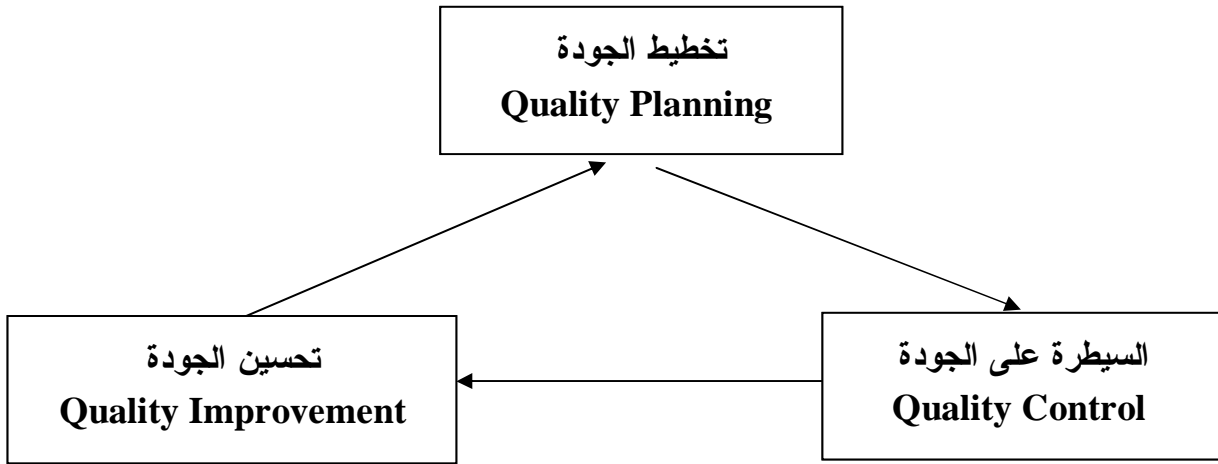 تخطيط الجودة
Quality Planning
السيطرة على الجودة
Quality Control
تحسين الجودة
Quality Improvement